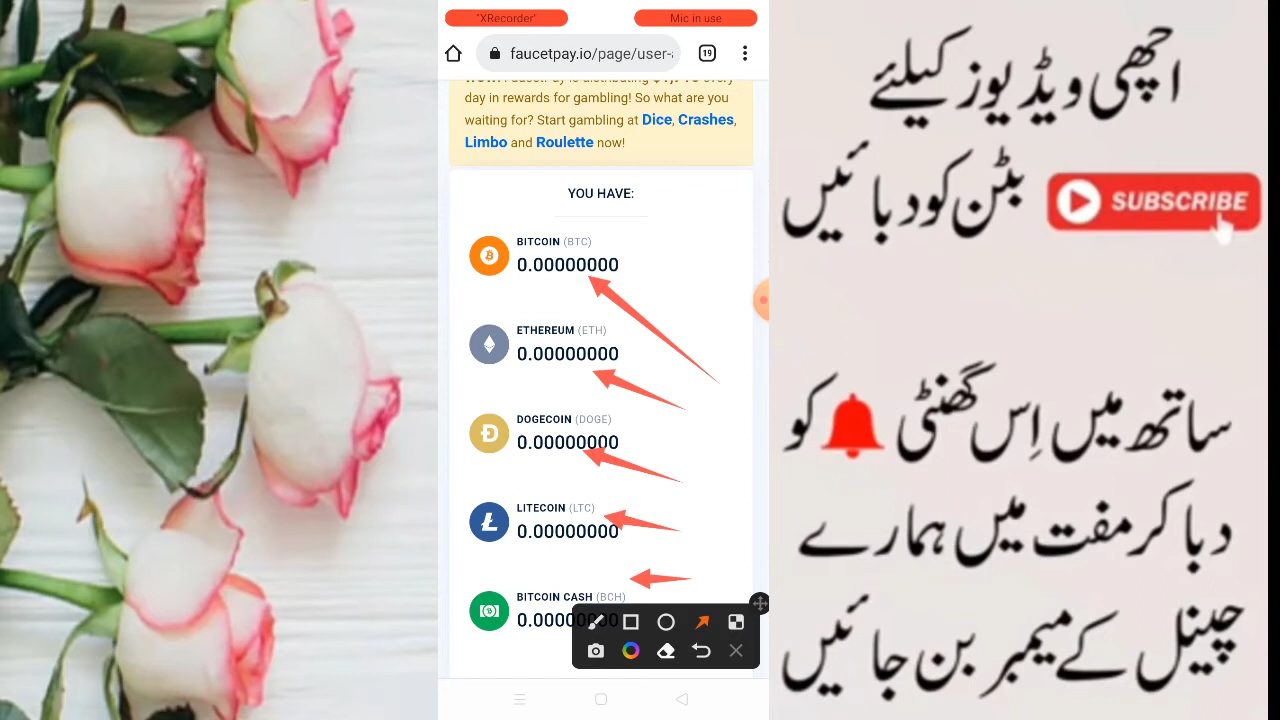 "XRecorder"
Mic in use
faucetpay.io/page/user-
19
day in rewards for gambling! So what are you
waiting for? Start gambling at Dice, Crashes,
Limbo and Roulette now!
YOU HAVE:
BITCOIN (BTC)
0.00000000
ETHEREUM (ETH)
0.00000000
DOGECOIN (DOGE)
0.00000000
LITECOIN (LTC)
0.00000000
BITCOIN CASH (BCH)
0.00000000
اچھی ویڈیوز کیلئے
SUBSCRIBE بٹن کو دبائیں
ساتھ میں اِس گھنٹی کو
دبا کر مفت میں ہمارے
چینل کے میمبر بن جائیں